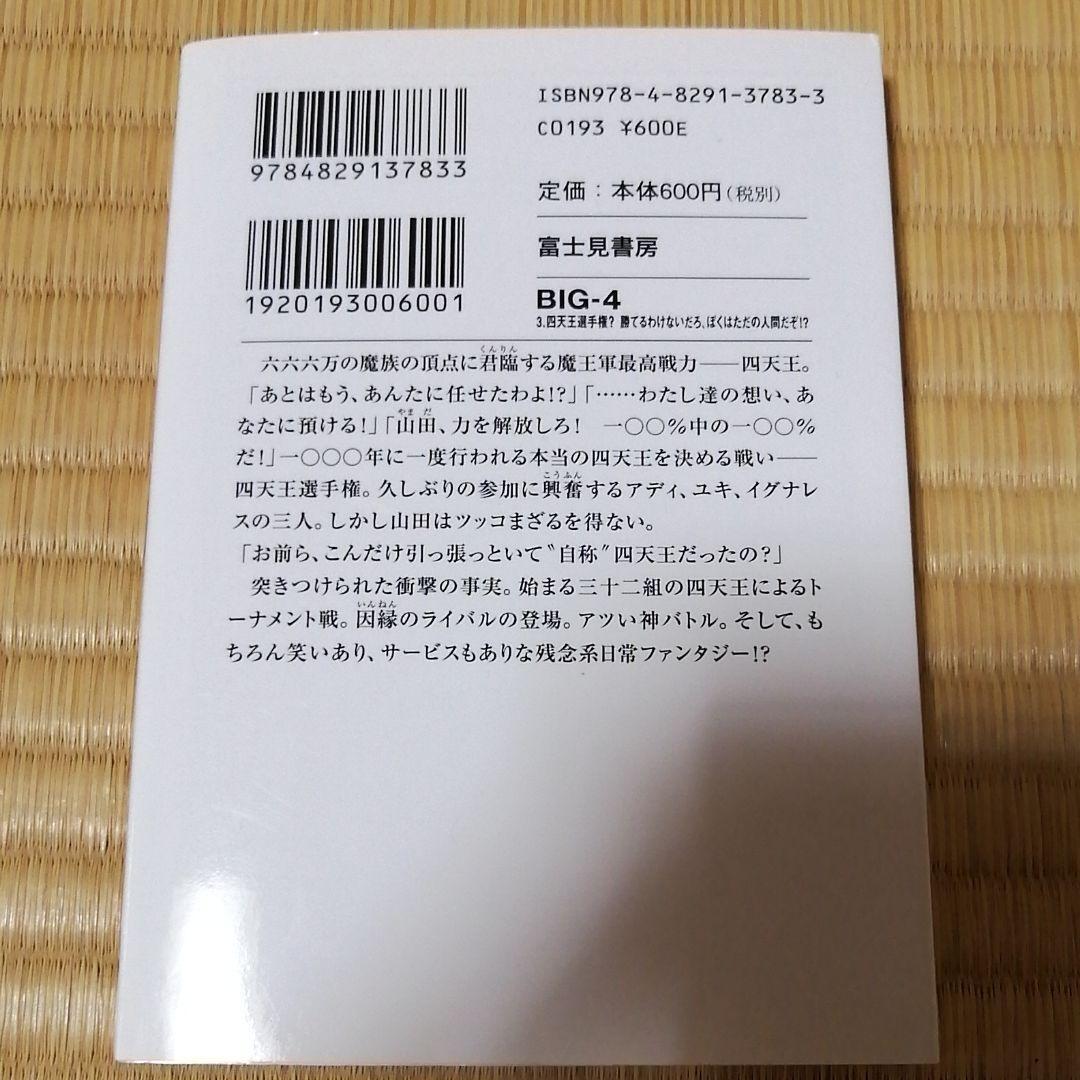 9784829137833
1920193006001
ISBN978-4-8291-3783-3
C0193 ¥600E
定価：本体600円（税別）
富士見書房
BIG-4
3.四天王選手権？ 勝てるわけないだろ、ぼくはただの人間だぞ!?
六六六万の魔族の頂点に君臨する魔王軍最高戦力——四天王。
くんりん
「あとはもう、あんたに任せたわよ!?」「……わたし達の想い、あ
なたに預ける！」「山田、力を解放しろ！　一〇〇％中の一〇〇％
やま だ
だ！」一〇〇〇年に一度行われる本当の四天王を決める戦い——
四天王選手権。久しぶりの参加に興奮するアディ、ユキ、イグナレ
こうふん
スの三人。しかし山田はツッコまざるを得ない。
「お前ら、こんだけ引っ張っといて〝自称〟四天王だったの？」
突きつけられた衝撃の事実。始まる三十二組の四天王によるト
ーナメント戦。因縁のライバルの登場。アツい神バトル。そして、も
いんねん
ちろん笑いあり、サービスもありな残念系日常ファンタジー!?